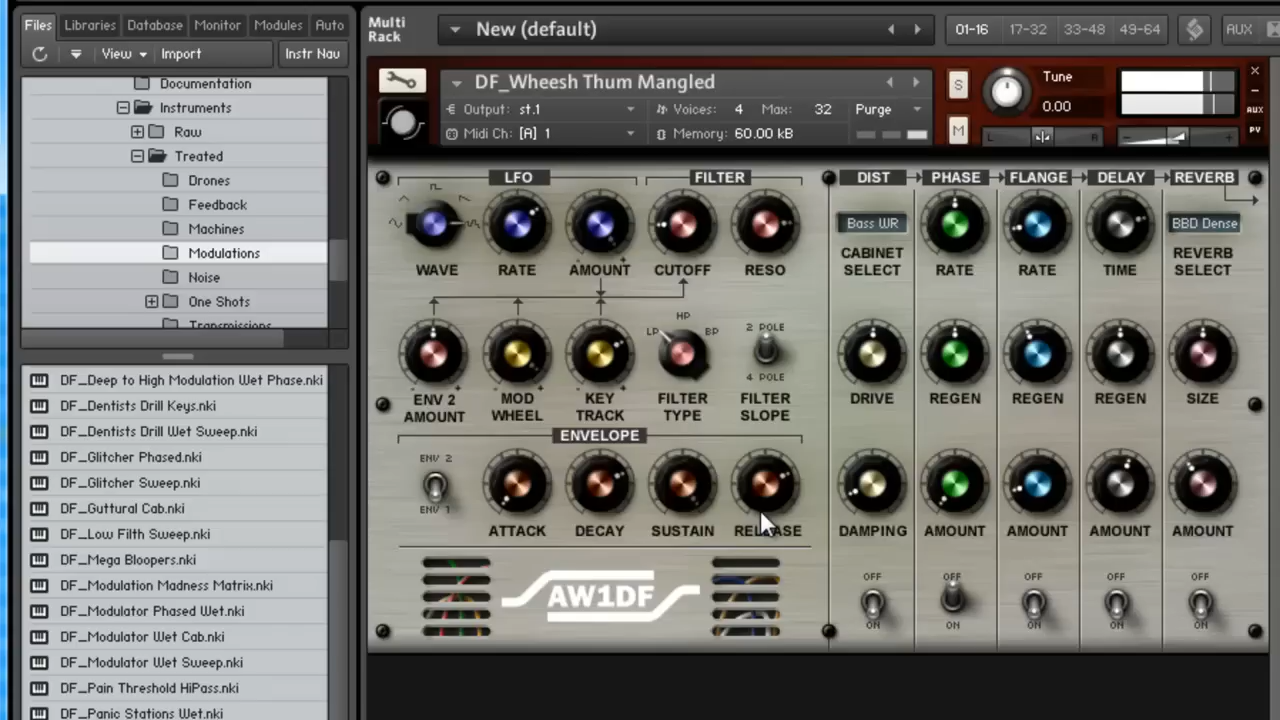 Files Libraries Database Monitor Modules Auto
View Import Instr Nav
Documentation
Instruments
Raw
Treated
Drones
Feedback
Machines
Modulations
Noise
One Shots
Transmissions
DF_Deep to High Modulation Wet Phase.nki
DF_Dentists Drill Keys.nki
DF_Dentists Drill Wet Sweep.nki
DF_Glitcher Phased.nki
DF_Glitcher Sweep.nki
DF_Guttural Cab.nki
DF_Low Filth Sweep.nki
DF_Mega Bloopers.nki
DF_Modulation Madness Matrix.nki
DF_Modulator Phased Wet.nki
DF_Modulator Wet Cab.nki
DF_Modulator Wet Sweep.nki
DF_Pain Threshold HiPass.nki
DF_Panic Stations Wet.nki
Multi Rack
New (default)
01-16 17-32 33-48 49-64 AUX
DF_Wheesh Thum Mangled
S
Tune
AUX
PV
Output: st.1 Voices: 4 Max: 32 Purge
0.00
Midi Ch: [A] 1 Memory: 60.00 kB
M
L R - +
LFO FILTER DIST PHASE FLANGE DELAY REVERB
Bass WR BBD Dense
WAVE RATE AMOUNT CUTOFF RESO
CABINET SELECT RATE RATE TIME REVERB SELECT
LP HP BP
2 POLE
4 POLE
ENV 2 AMOUNT MOD WHEEL KEY TRACK FILTER TYPE FILTER SLOPE
DRIVE REGEN REGEN REGEN SIZE
ENVELOPE
ENV 2
ENV 1
ATTACK DECAY SUSTAIN RELEASE
DAMPING AMOUNT AMOUNT AMOUNT AMOUNT
AW1DF
OFF OFF OFF OFF OFF
ON ON ON ON ON